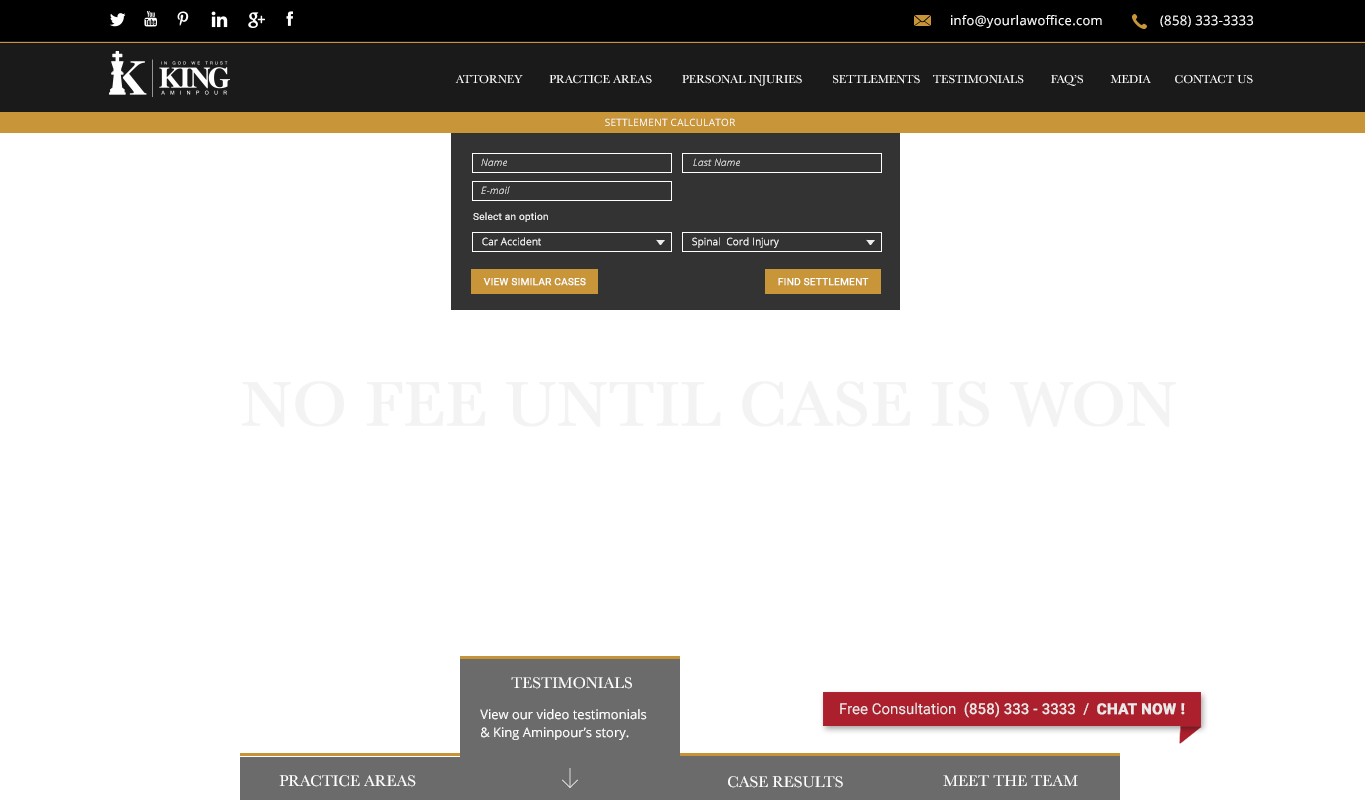 info@yourlawoffice.com
(858) 333-3333
IN GOD WE TRUST
K KING
AMINPOUR
ATTORNEY
PRACTICE AREAS
PERSONAL INJURIES
SETTLEMENTS
TESTIMONIALS
FAQ'S
MEDIA
CONTACT US
SETTLEMENT CALCULATOR
Name
Last Name
E-mail
Select an option
Car Accident
Spinal Cord Injury
VIEW SIMILAR CASES
FIND SETTLEMENT
NO FEE UNTIL CASE IS WON
TESTIMONIALS
View our video testimonials
& King Aminpour's story.
Free Consultation (858) 333 - 3333 / CHAT NOW !
PRACTICE AREAS
CASE RESULTS
MEET THE TEAM